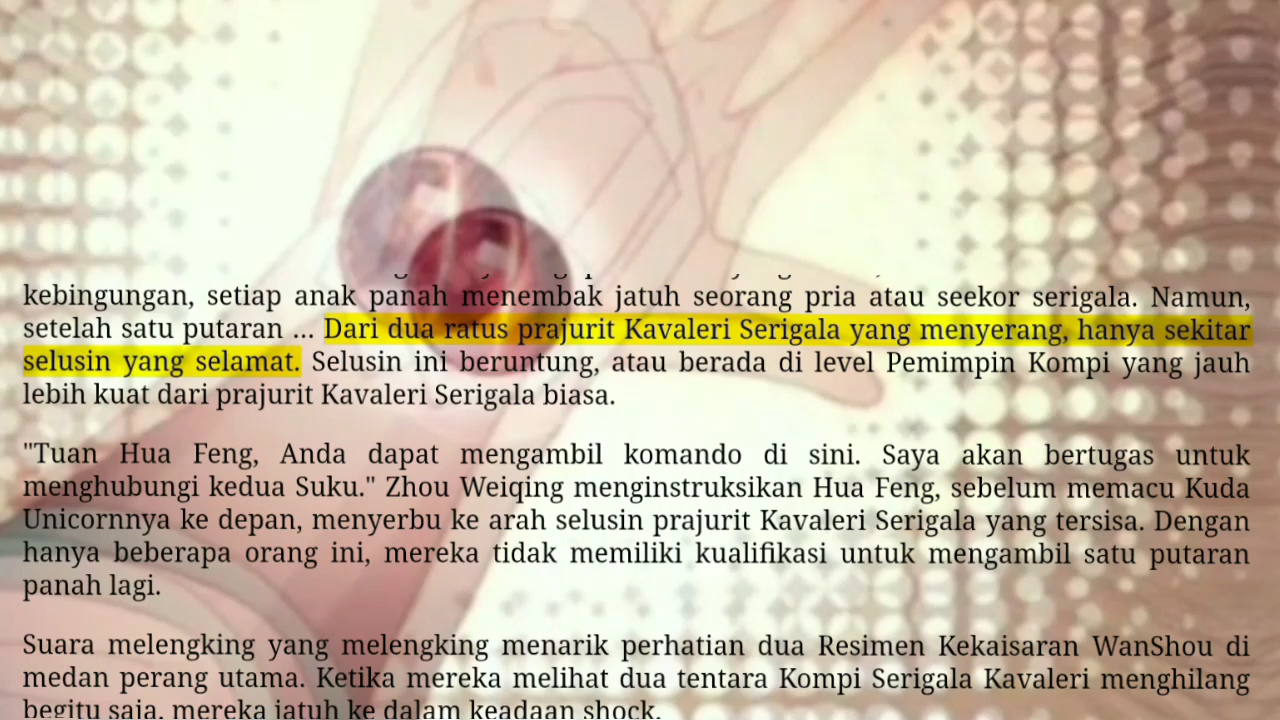 kebingungan, setiap anak panah menembak jatuh seorang pria atau seekor serigala. Namun,
setelah satu putaran ... Dari dua ratus prajurit Kavaleri Serigala yang menyerang, hanya sekitar
selusin yang selamat. Selusin ini beruntung, atau berada di level Pemimpin Kompi yang jauh
lebih kuat dari prajurit Kavaleri Serigala biasa.
"Tuan Hua Feng, Anda dapat mengambil komando di sini. Saya akan bertugas untuk
menghubungi kedua Suku." Zhou Weiqing menginstruksikan Hua Feng, sebelum memacu Kuda
Unicornnya ke depan, menyerbu ke arah selusin prajurit Kavaleri Serigala yang tersisa. Dengan
hanya beberapa orang ini, mereka tidak memiliki kualifikasi untuk mengambil satu putaran
panah lagi.
Suara melengking yang melengking menarik perhatian dua Resimen Kekaisaran WanShou di
medan perang utama. Ketika mereka melihat dua tentara Kompi Serigala Kavaleri menghilang
begitu saja, mereka jatuh ke dalam keadaan shock.